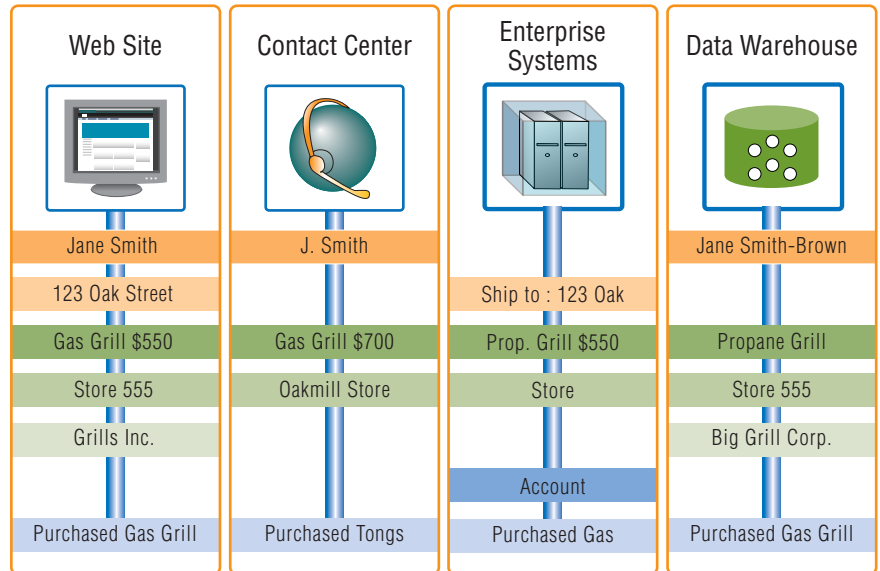 Web Site
Jane Smith
123 Oak Street
Gas Grill $550
Store 555
Grills Inc.
Purchased Gas Grill
Contact Center
J. Smith
Gas Grill $700
Oakmill Store
Purchased Tongs
Enterprise
Systems
Ship to : 123 Oak
Prop. Grill $550
Store
Account
Purchased Gas
Data Warehouse
Jane Smith-Brown
Propane Grill
Store 555
Big Grill Corp.
Purchased Gas Grill